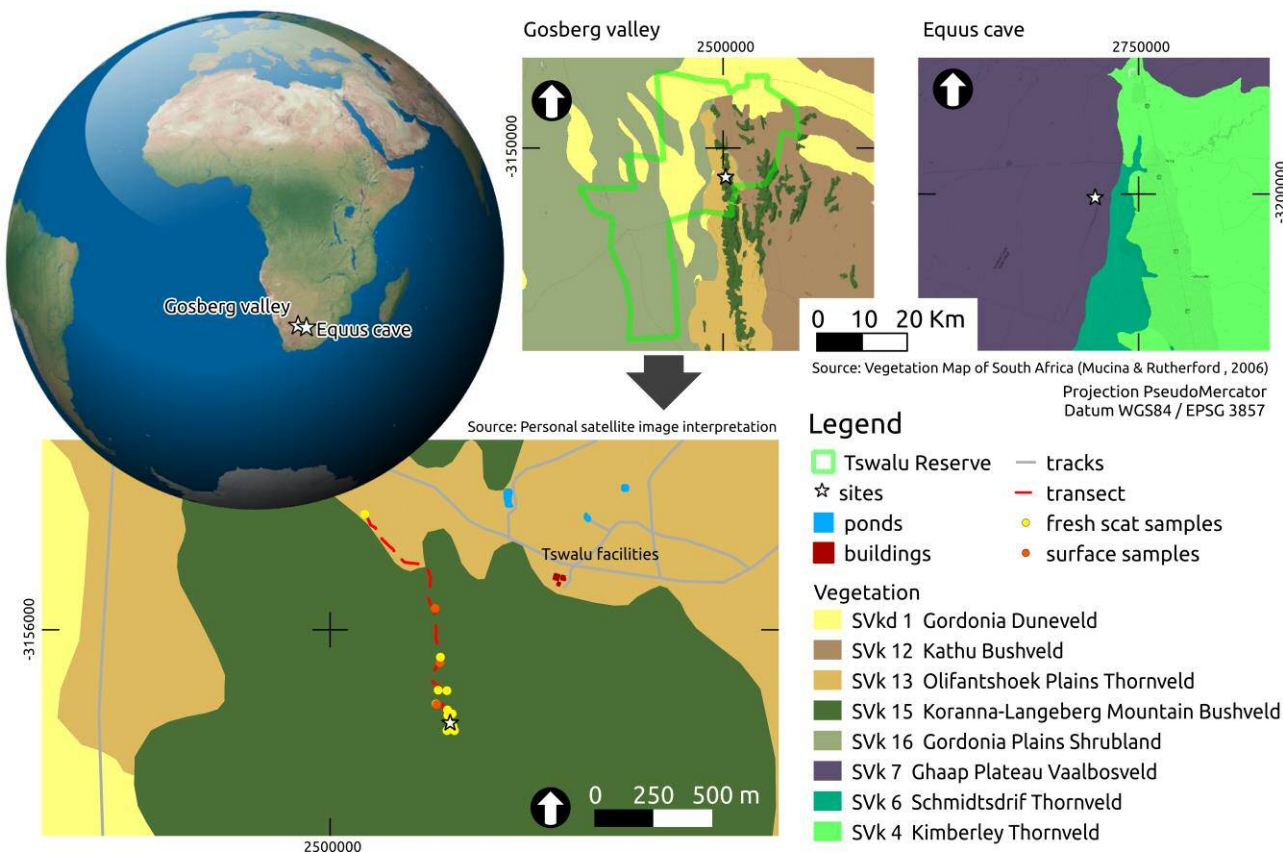 Gosberg valley
2500000
-3150000
Equus cave
2750000
-3200000
Gosberg valley
Equus cave
0 10 20 Km
Source: Vegetation Map of South Africa (Mucina & Rutherford , 2006)
Projection PseudoMercator
Datum WGS84 / EPSG 3857
Source: Personal satellite image interpretation
Tswalu facilities
-3156000
2500000
0 250 500 m
Legend
Tswalu Reserve
sites
ponds
buildings
tracks
transect
fresh scat samples
surface samples
Vegetation
SVkd 1 Gordonia Duneveld
SVk 12 Kathu Bushveld
SVk 13 Olifantshoek Plains Thornveld
SVk 15 Koranna-Langeberg Mountain Bushveld
SVk 16 Gordonia Plains Shrubland
SVk 7 Ghaap Plateau Vaalbosveld
SVk 6 Schmidtsdrif Thornveld
SVk 4 Kimberley Thornveld